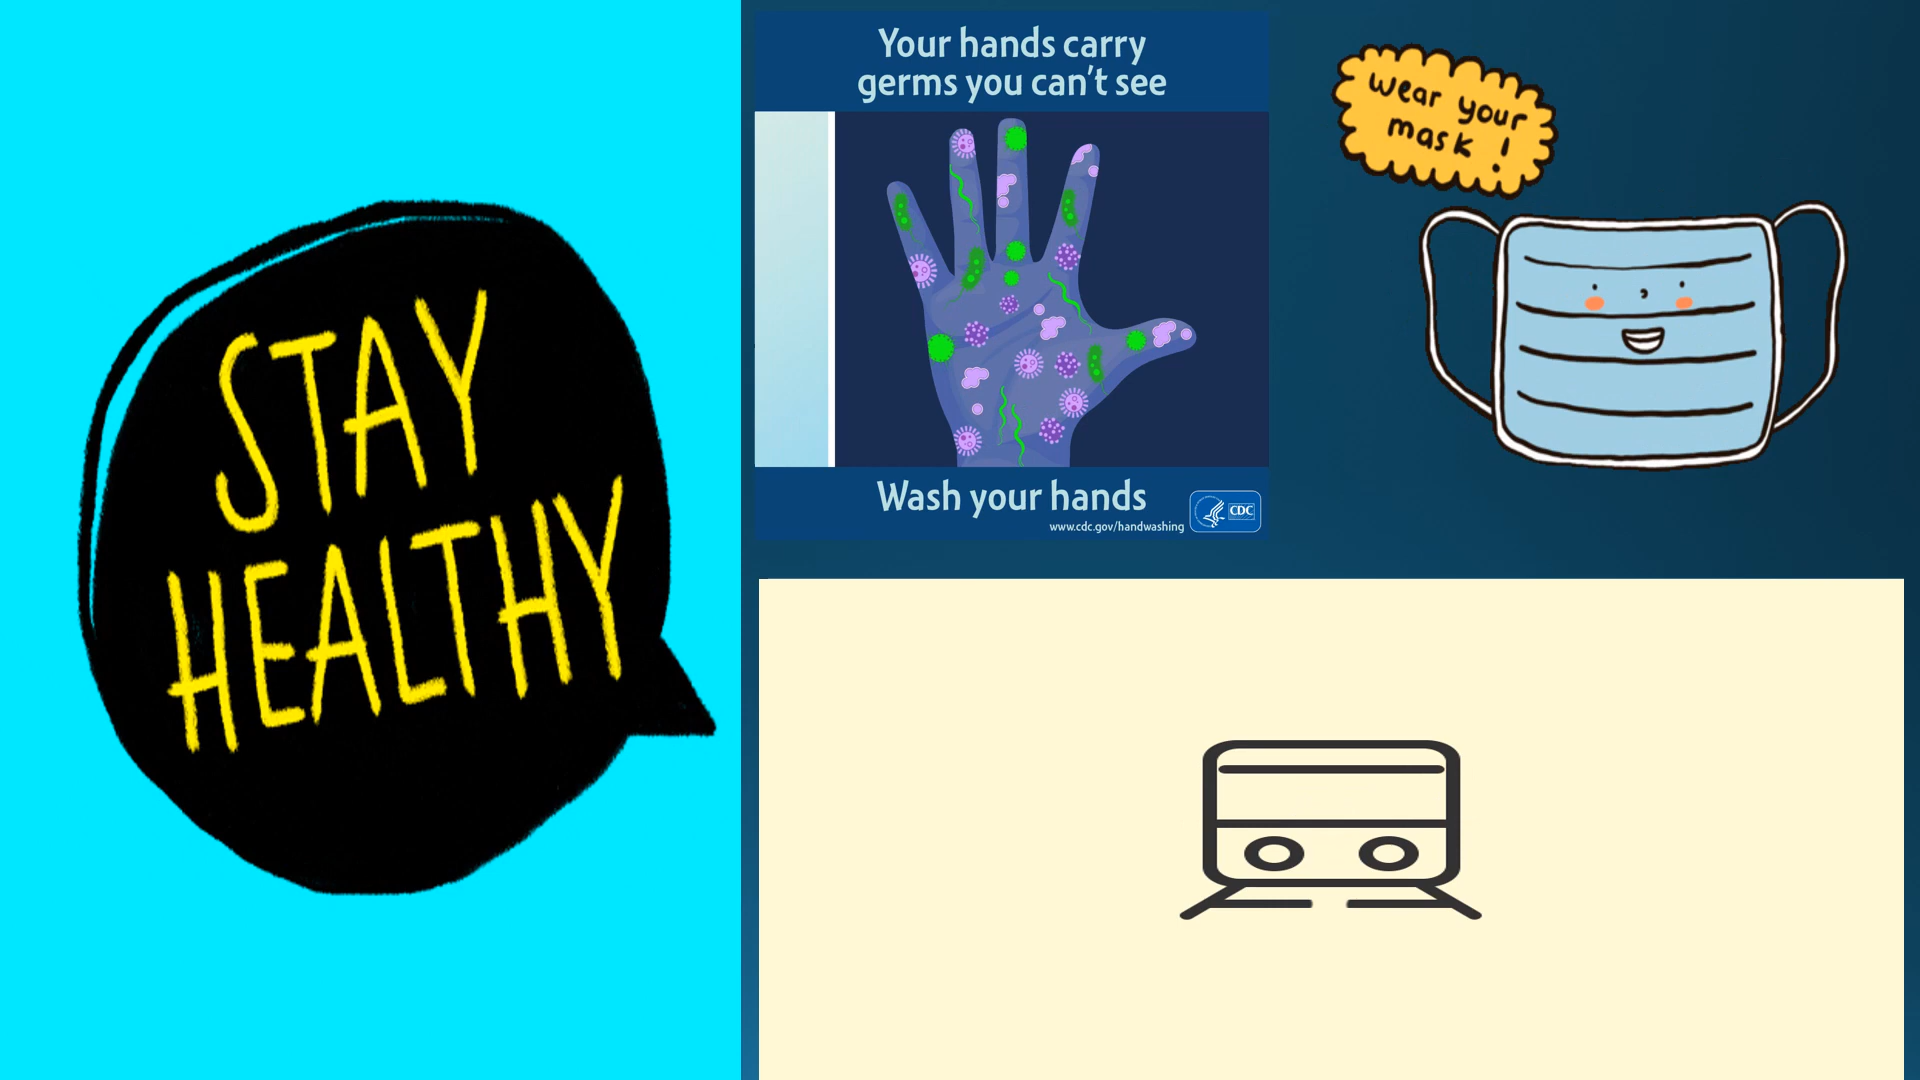 STAY
HEALTHY
Your hands carry
germs you can't see
Wash your hands
www.cdc.gov/handwashing
CDC
wear your
mask!